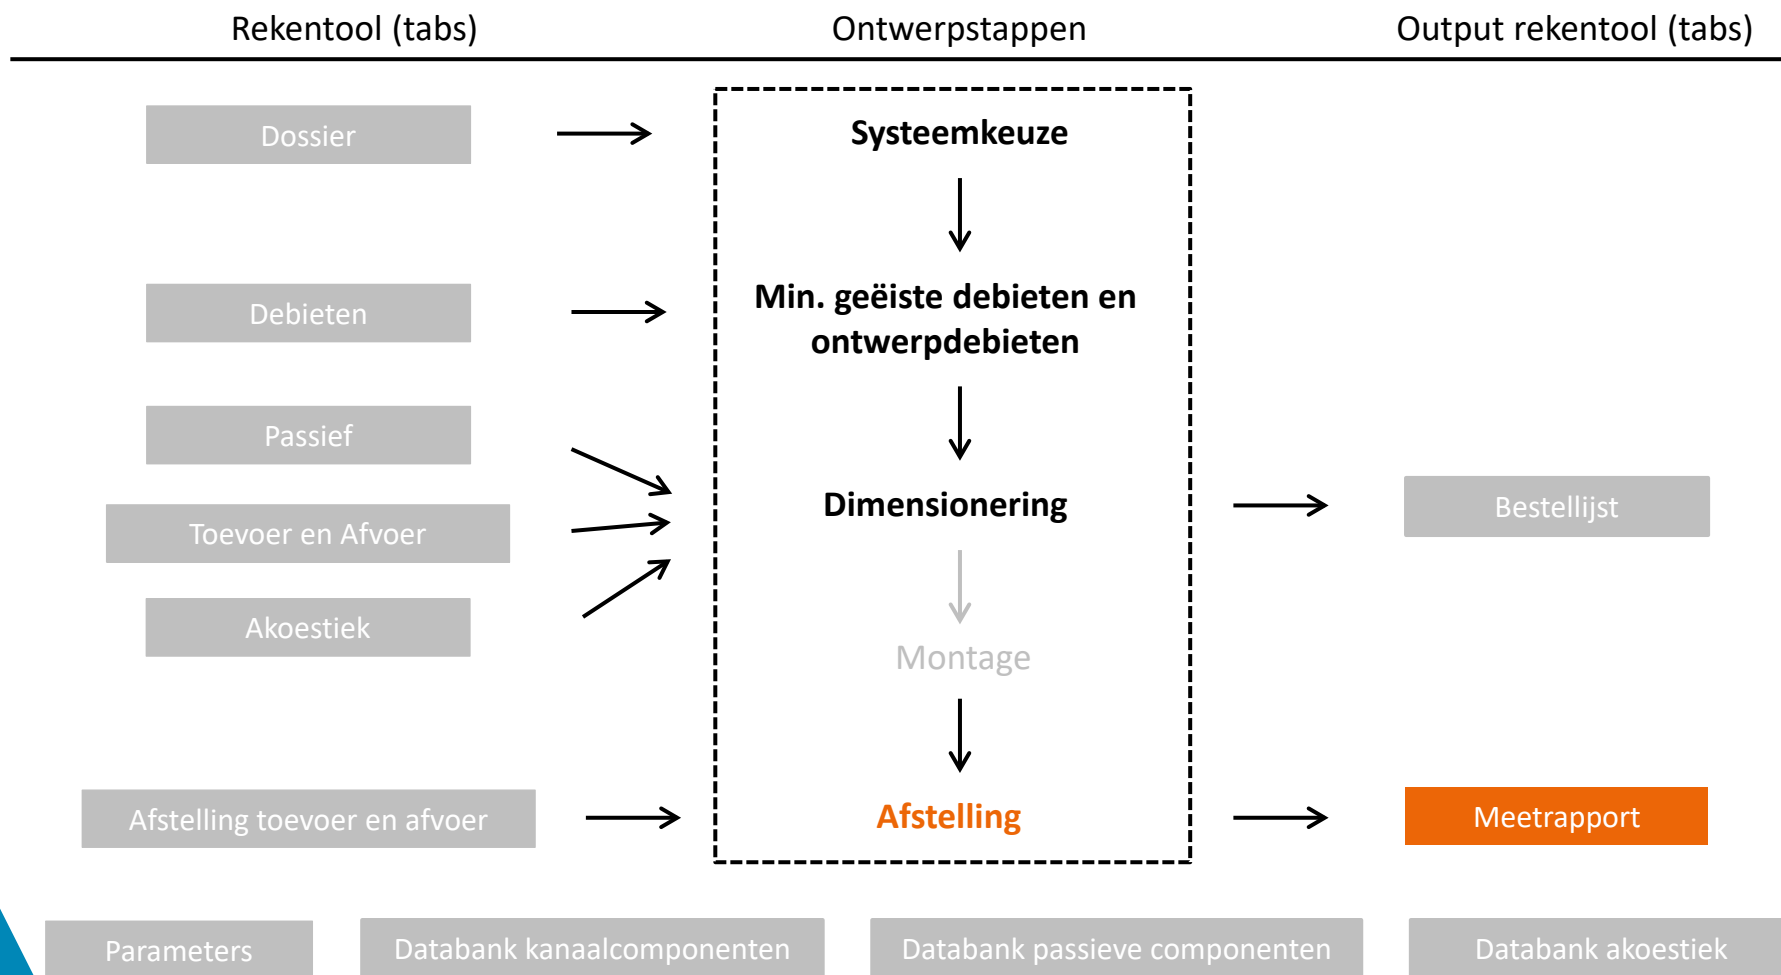 Rekentool (tabs)
Ontwerpstappen
Output rekentool (tabs)
Dossier
Systeemkeuze
Debieten
Min. geëiste debieten en
ontwerpdebieten
Passief
Toevoer en Afvoer
Akoestiek
Dimensionering
Bestellijst
Montage
Afstelling toevoer en afvoer
Afstelling
Meetrapport
Parameters
Databank kanaalcomponenten
Databank passieve componenten
Databank akoestiek